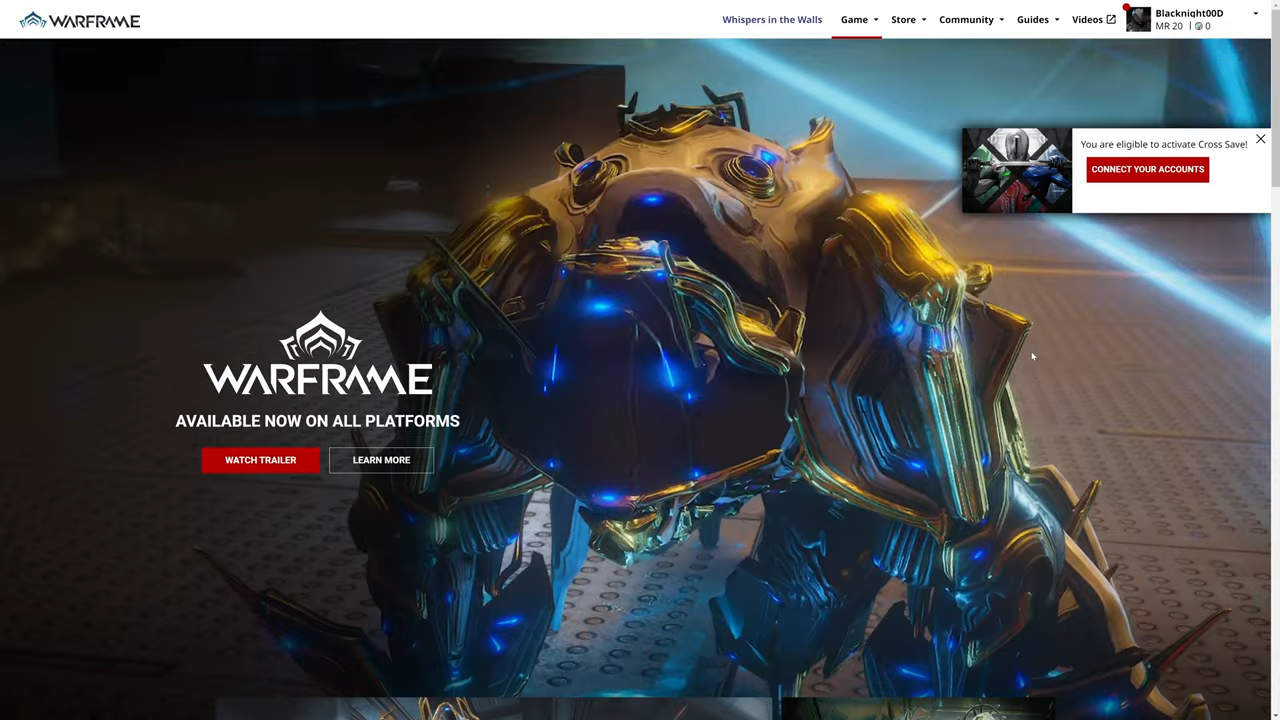 WARFRAME
Whispers in the Walls
Game
Store
Community
Guides
Videos
Blacknight00D
MR 20 | 0
You are eligible to activate Cross Save!
CONNECT YOUR ACCOUNTS
WARFRAME
AVAILABLE NOW ON ALL PLATFORMS
WATCH TRAILER
LEARN MORE